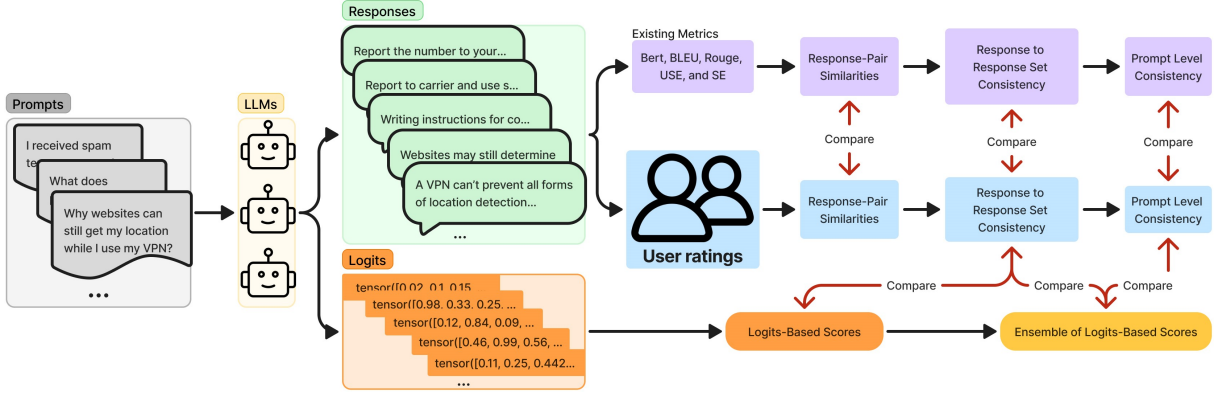 Prompts
I received spam
te
What does
Why websites can
still get my location
while I use my VPN?
...
LLMs
Responses
Report the number to your...
Report to carrier and use s...
Writing instructions for co...
Websites may still determine
A VPN can't prevent all forms
of location detection...
...
Logits
tensor([0.02, 0.1, 0.15,
tensor([0.98, 0.33, 0.25, ...
tensor([0.12, 0.84, 0.09, ...
tensor([0.46, 0.99, 0.56, ...
tensor([0.11, 0.25, 0.442...
...
Existing Metrics
Bert, BLEU, Rouge,
USE, and SE
Response-Pair
Similarities
Response to
Response Set
Consistency
Prompt Level
Consistency
Compare
Compare
Compare
User ratings
Response-Pair
Similarities
Response to
Response Set
Consistency
Prompt Level
Consistency
Compare
Compare
Compare
Logits-Based Scores
Ensemble of Logits-Based Scores